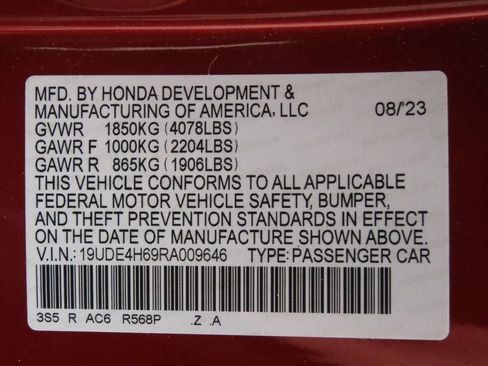 MFD. BY HONDA DEVELOPMENT &
MANUFACTURING OF AMERICA, LLC 08/'23
GVWR 1850KG (4078LBS)
GAWR F 1000KG (2204LBS)
GAWR R 865KG (1906LBS)
THIS VEHICLE CONFORMS TO ALL APPLICABLE
FEDERAL MOTOR VEHICLE SAFETY, BUMPER,
AND THEFT PREVENTION STANDARDS IN EFFECT
ON THE DATE OF MANUFACTURE SHOWN ABOVE.
V.I.N.: 19UDE4H69RA009646 TYPE: PASSENGER CAR
3S5 R AC6 R568P .Z .A